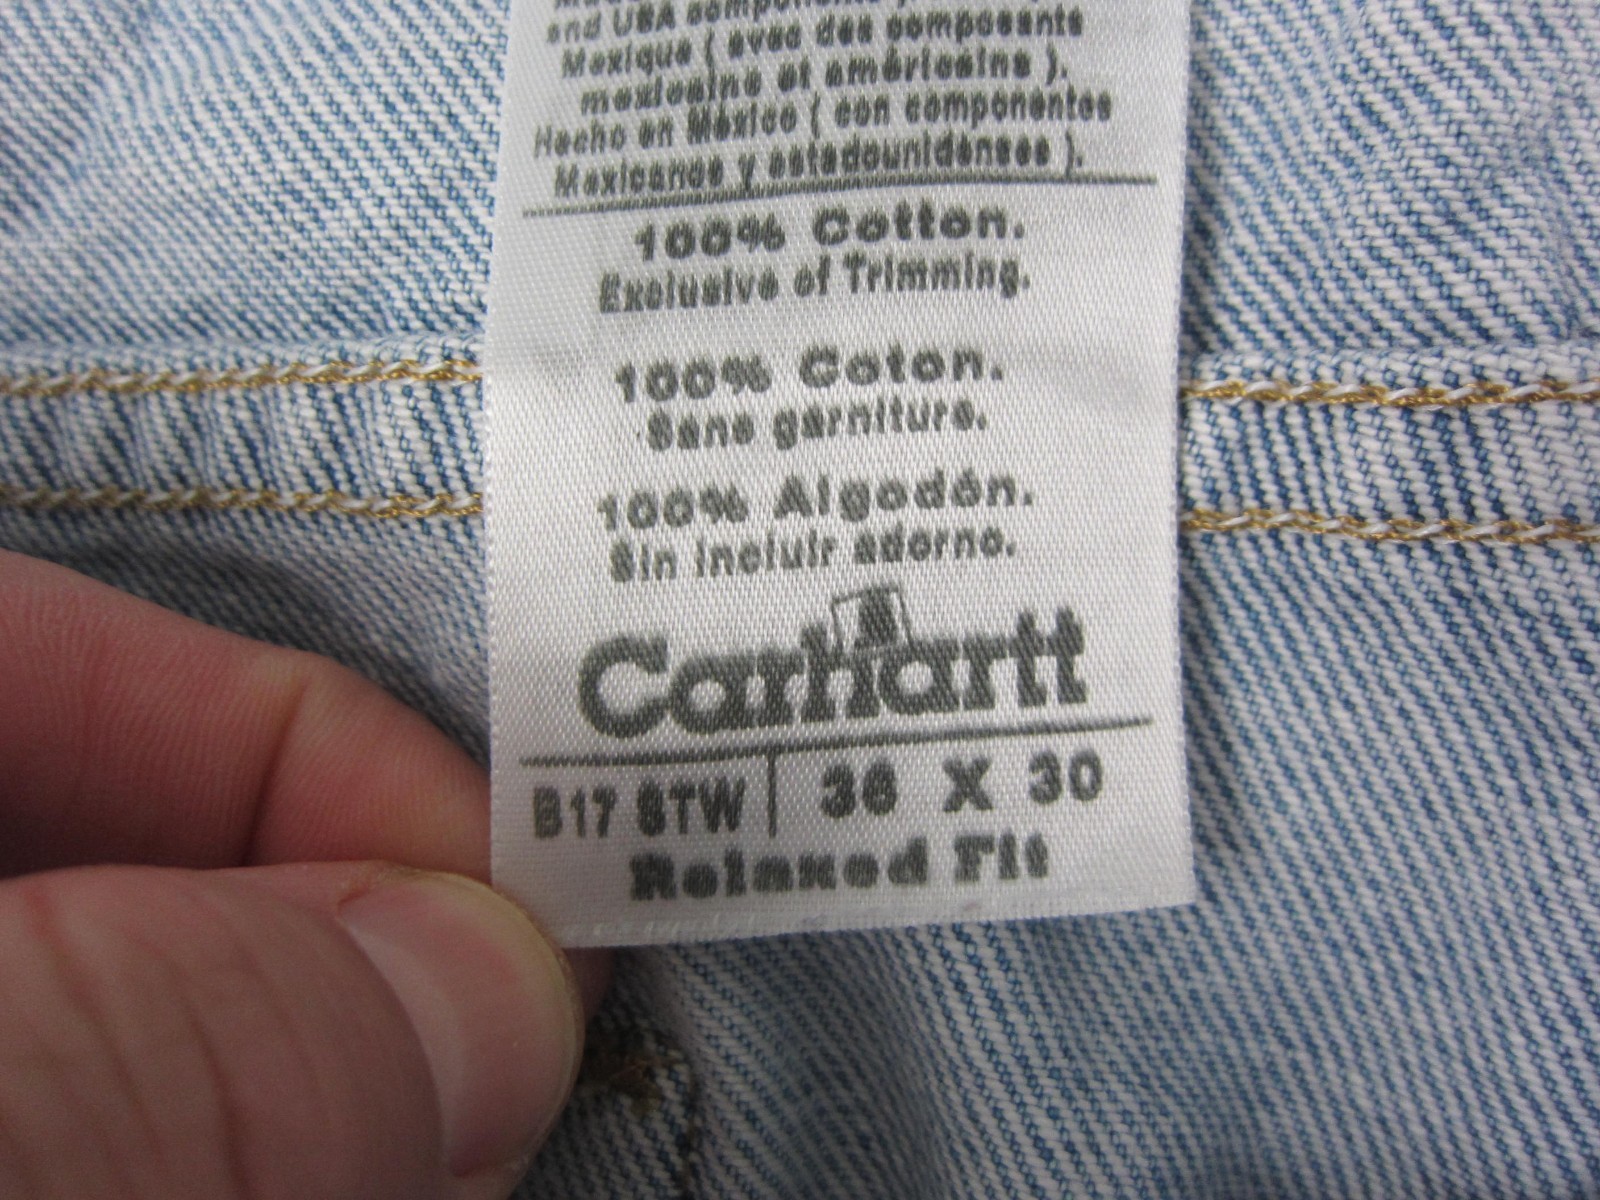 and USA components
Mexique ( avec des composants
mexicains et américains ).
Hecho en México ( con componentes
Mexicanos y estadounidenses ).
100% Cotton.
Exclusive of Trimming.
100% Coton.
Sans garniture.
100% Algodón.
Sin incluir adorno.
Carhartt
B17 STW 36 X 30
Relaxed Fit